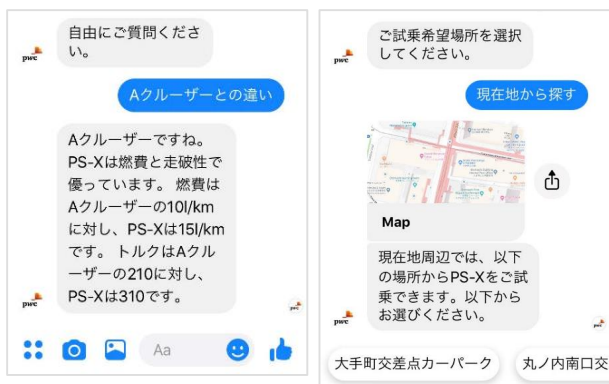 自由にご質問くださ
い。
pwc
Aクルーザーとの違い
Aクルーザーですね。
PS-Xは燃費と走破性で
優っています。 燃費は
Aクルーザーの10l/km
に対し、PS-Xは15l/km
です。 トルクはAクル
ーザーの210に対し、
PS-Xは310です。
pwc
pwc
Aa
ご試乗希望場所を選択
してください。
pwc
現在地から探す
Map
現在地周辺では、以下
の場所からPS-Xをご試
乗できます。以下から
お選びください。
pwc
pwc
大手町交差点カーパーク
丸ノ内南口交